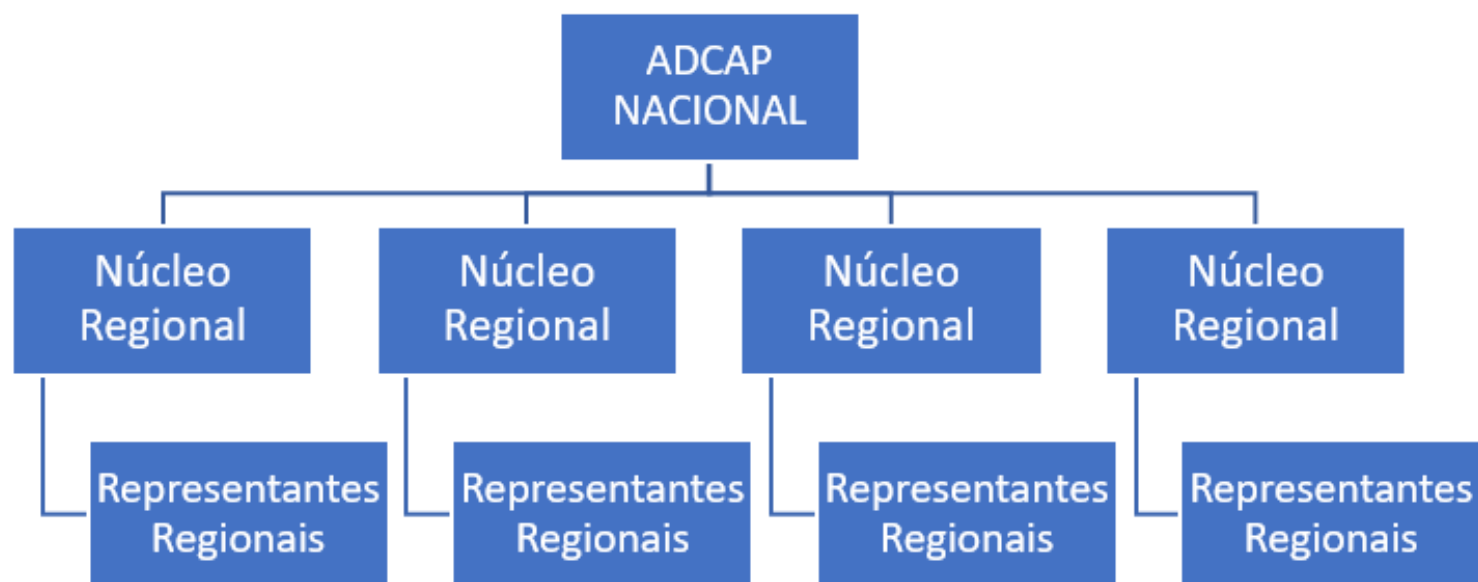 ADCAP
NACIONAL
Núcleo
Regional
Núcleo
Regional
Núcleo
Regional
Núcleo
Regional
Representantes
Regionais
Representantes
Regionais
Representantes
Regionais
Representantes
Regionais